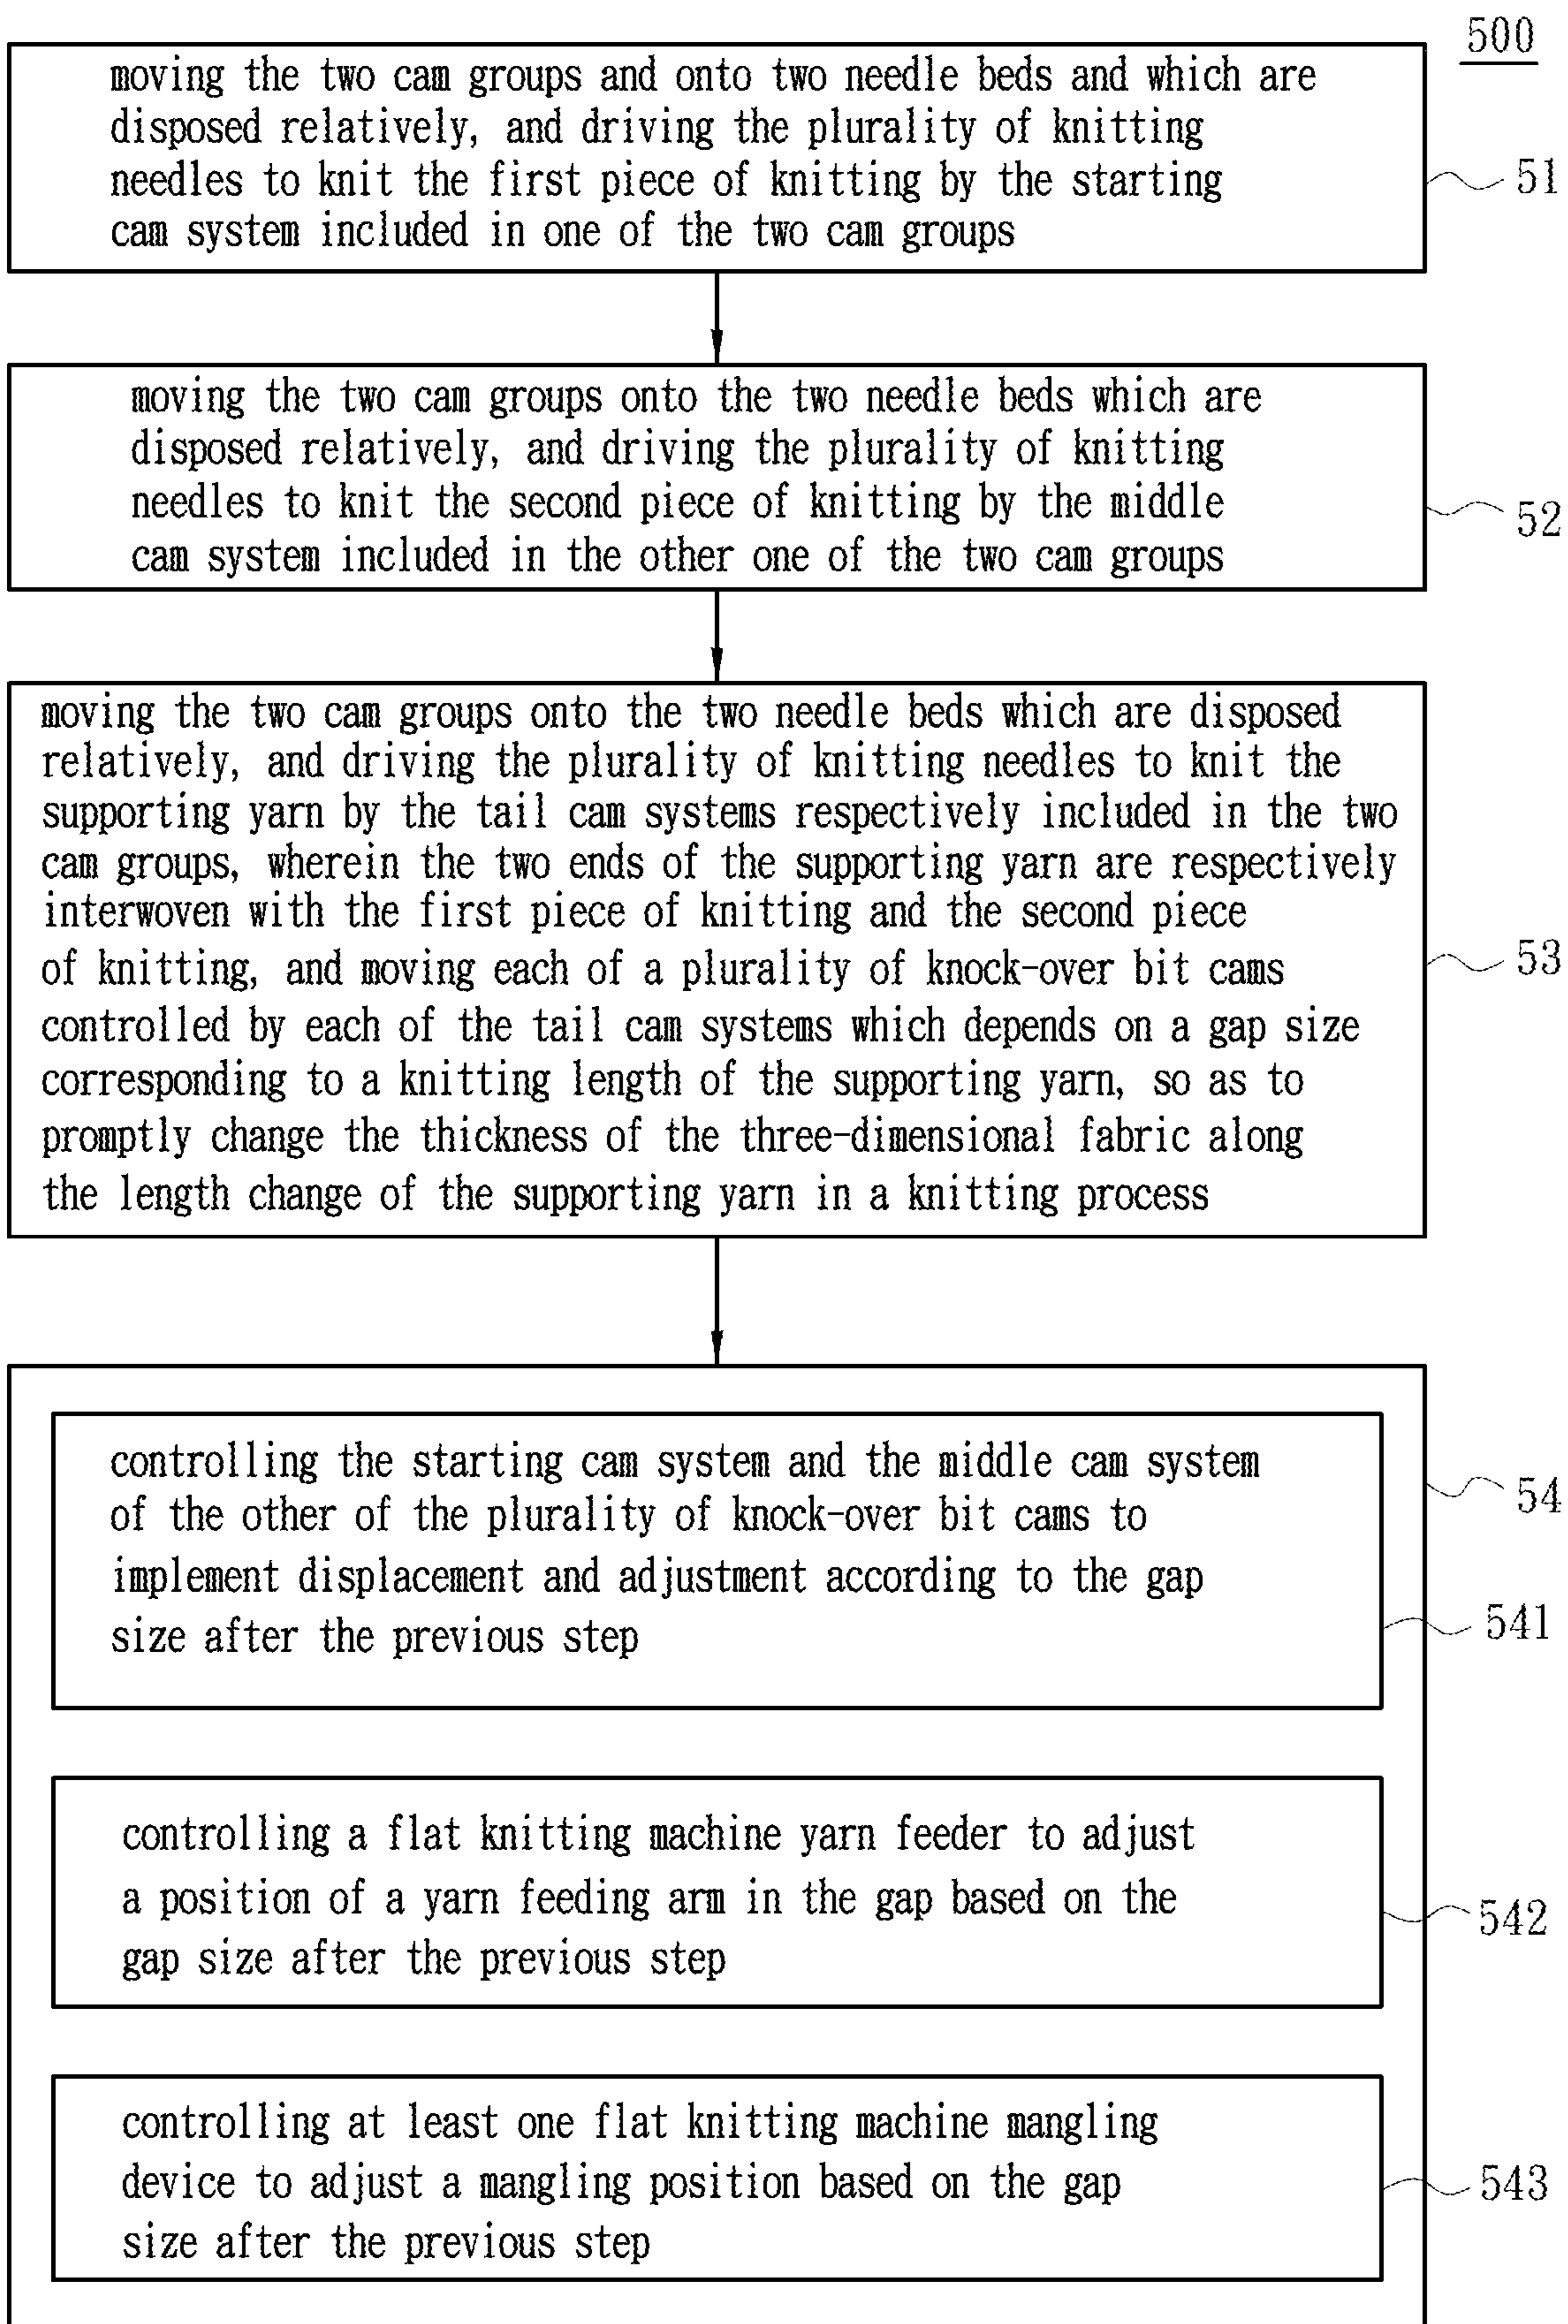 500
moving the two cam groups and onto two needle beds and which are
disposed relatively, and driving the plurality of knitting
needles to knit the first piece of knitting by the starting
cam system included in one of the two cam groups
51
moving the two cam groups onto the two needle beds which are
disposed relatively, and driving the plurality of knitting
needles to knit the second piece of knitting by the middle
cam system included in the other one of the two cam groups
52
moving the two cam groups onto the two needle beds which are disposed
relatively, and driving the plurality of knitting needles to knit the
supporting yarn by the tail cam systems respectively included in the two
cam groups, wherein the two ends of the supporting yarn are respectively
interwoven with the first piece of knitting and the second piece
of knitting, and moving each of a plurality of knock-over bit cams
controlled by each of the tail cam systems which depends on a gap size
corresponding to a knitting length of the supporting yarn, so as to
promptly change the thickness of the three-dimensional fabric along
the length change of the supporting yarn in a knitting process
53
controlling the starting cam system and the middle cam system
of the other of the plurality of knock-over bit cams to
implement displacement and adjustment according to the gap
size after the previous step
54
541
controlling a flat knitting machine yarn feeder to adjust
a position of a yarn feeding arm in the gap based on the
gap size after the previous step
542
controlling at least one flat knitting machine mangling
device to adjust a mangling position based on the gap
size after the previous step
543